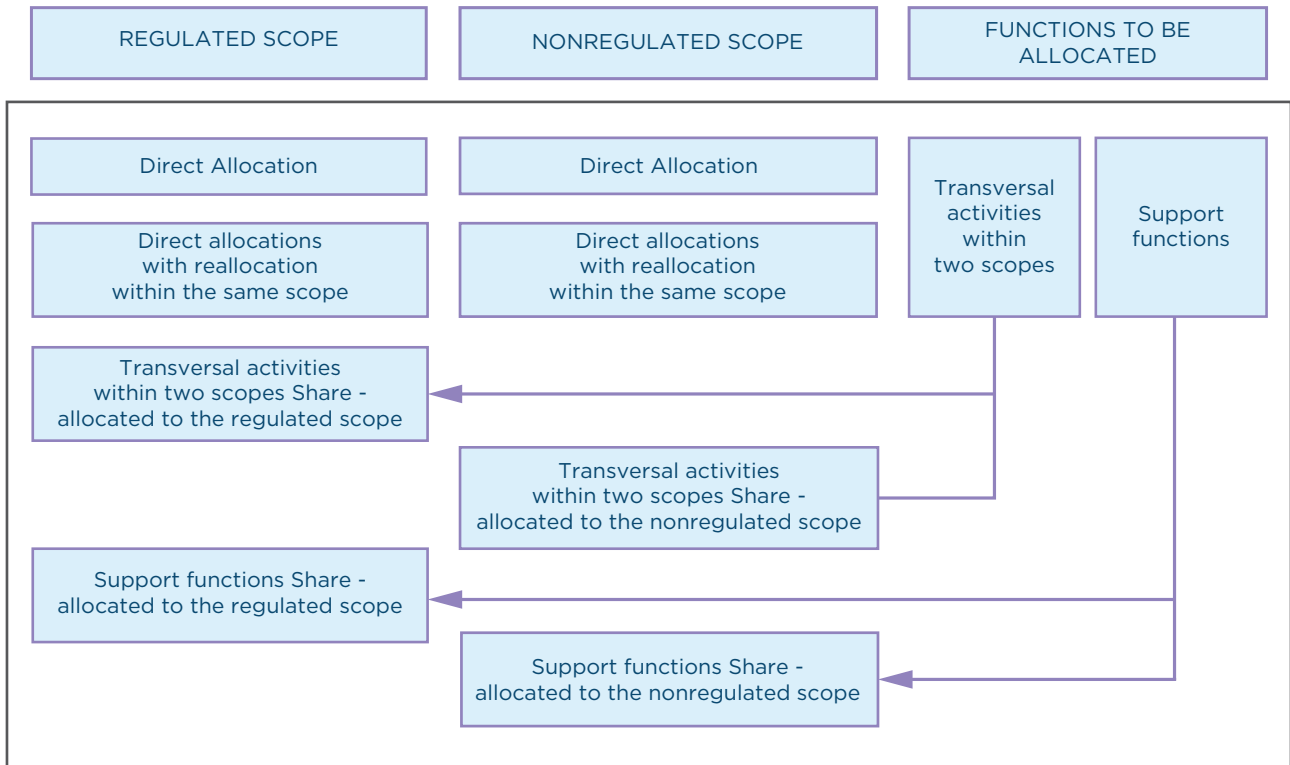 REGULATED SCOPE
NONREGULATED SCOPE
FUNCTIONS TO BE
ALLOCATED
Direct Allocation
Direct Allocation
Transversal
activities
within
two scopes
Support
functions
Direct allocations
with reallocation
within the same scope
Direct allocations
with reallocation
within the same scope
Transversal activities
within two scopes Share -
allocated to the regulated scope
Transversal activities
within two scopes Share -
allocated to the nonregulated scope
Support functions Share -
allocated to the regulated scope
Support functions Share -
allocated to the nonregulated scope